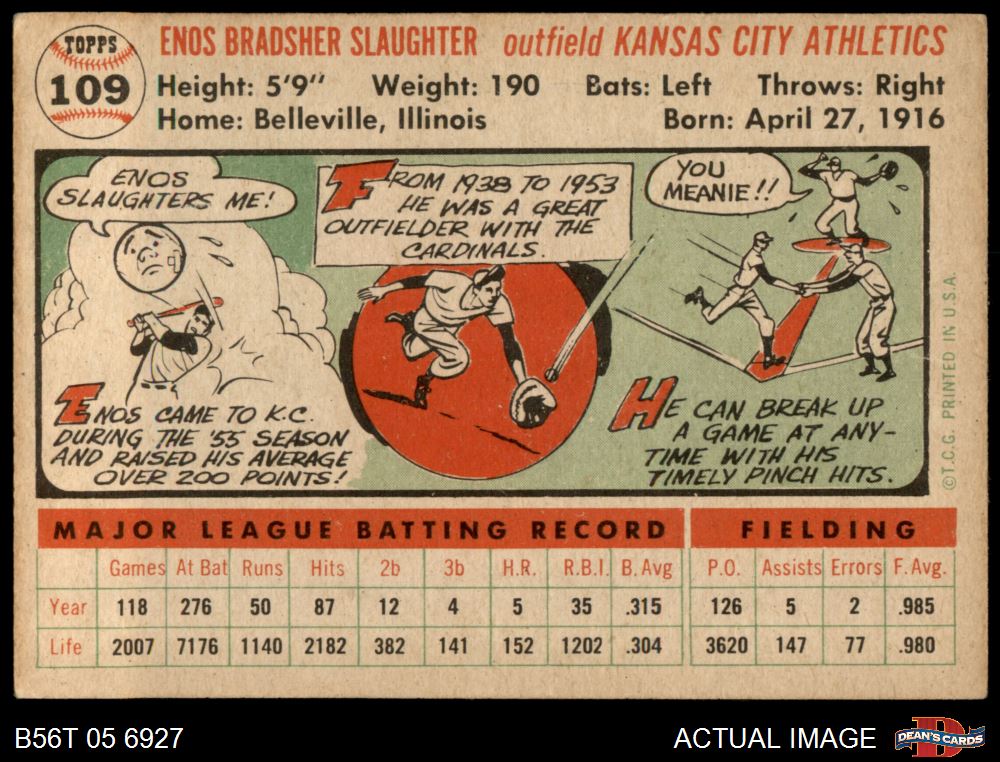 TOPPS
109
ENOS BRADSHER SLAUGHTER outfield KANSAS CITY ATHLETICS
Height: 5'9" Weight: 190 Bats: Left Throws: Right
Home: Belleville, Illinois Born: April 27, 1916
ENOS
SLAUGHTERS ME!
FROM 1938 TO 1953
HE WAS A GREAT
OUTFIELDER WITH THE
CARDINALS.
YOU
MEANIE!!
ENOS CAME TO K.C.
DURING THE '55 SEASON
AND RAISED HIS AVERAGE
OVER 200 POINTS!
HE CAN BREAK UP
A GAME AT ANY-
TIME WITH HIS
TIMELY PINCH HITS.
©T.C.G. PRINTED IN U.S.A.
MAJOR LEAGUE BATTING RECORD FIELDING
Games At Bat Runs Hits 2b 3b H.R. R.B.I. B. Avg P.O. Assists Errors F. Avg.
Year 118 276 50 87 12 4 5 35 .315 126 5 2 .985
Life 2007 7176 1140 2182 382 141 152 1202 .304 3620 147 77 .980
B56T 05 6927 ACTUAL IMAGE DEAN'S CARDS